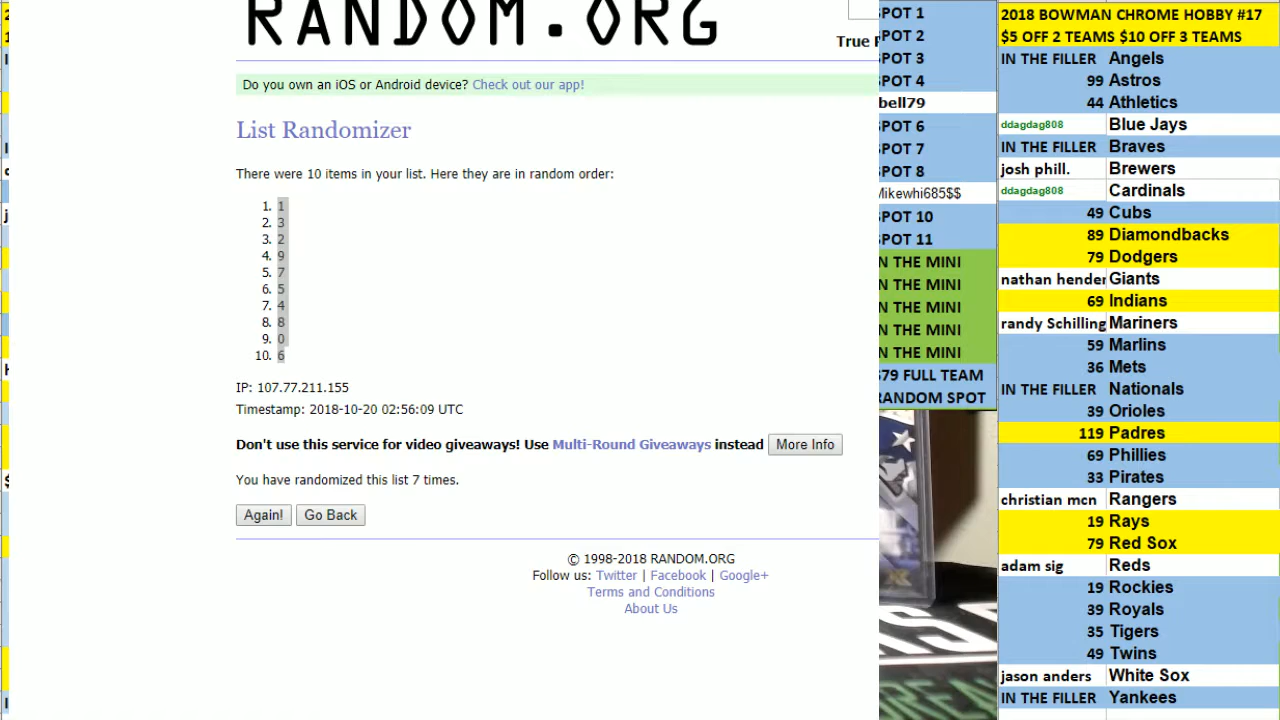 RANDOM.ORG
True
Do you own an iOS or Android device? Check out our app!
List Randomizer
There were 10 items in your list. Here they are in random order:
1. 1
2. 3
3. 2
4. 9
5. 7
6. 5
7. 4
8. 8
9. 0
10. 6
IP: 107.77.211.155
Timestamp: 2018-10-20 02:56:09 UTC
Don't use this service for video giveaways! Use Multi-Round Giveaways instead More Info
You have randomized this list 7 times.
Again! Go Back
© 1998-2018 RANDOM.ORG
Follow us: Twitter | Facebook | Google+
Terms and Conditions
About Us
POT 1
POT 2
POT 3
POT 4
bell79
POT 6
POT 7
POT 8
Mikewhi685$$
POT 10
POT 11
N THE MINI
N THE MINI
N THE MINI
N THE MINI
N THE MINI
$79 FULL TEAM
RANDOM SPOT
2018 BOWMAN CHROME HOBBY #17
$5 OFF 2 TEAMS $10 OFF 3 TEAMS
IN THE FILLER Angels
99 Astros
44 Athletics
ddagdag808 Blue Jays
IN THE FILLER Braves
josh phill. Brewers
ddagdag808 Cardinals
49 Cubs
89 Diamondbacks
79 Dodgers
nathan hender Giants
69 Indians
randy Schilling Mariners
59 Marlins
36 Mets
IN THE FILLER Nationals
39 Orioles
119 Padres
69 Phillies
33 Pirates
christian mcn Rangers
19 Rays
79 Red Sox
adam sig Reds
19 Rockies
39 Royals
35 Tigers
49 Twins
jason anders White Sox
IN THE FILLER Yankees